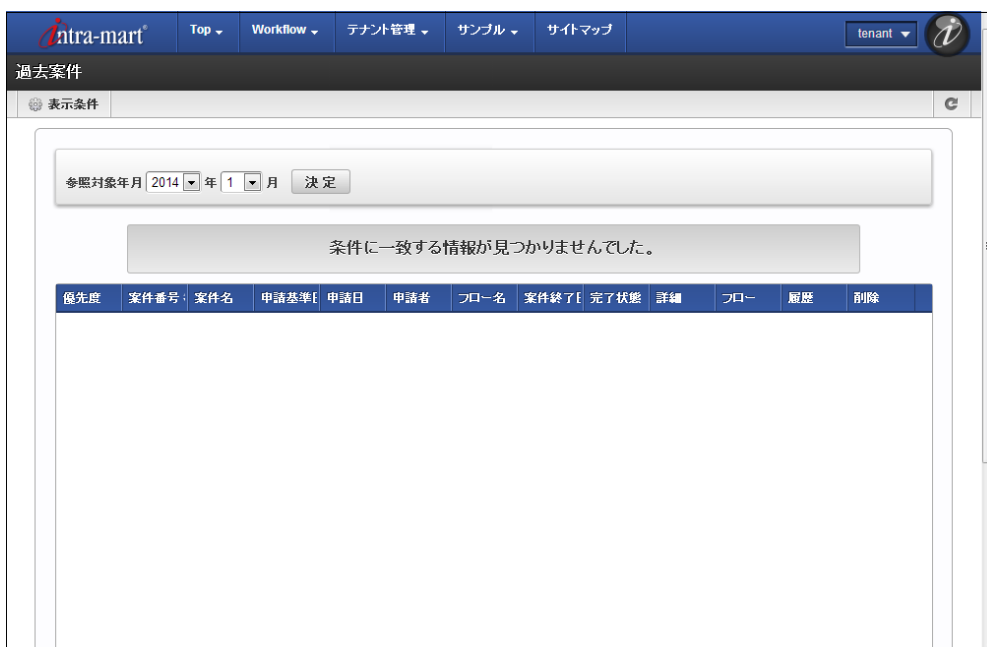 intra-mart Top Workflow テナント管理 サンプル サイトマップ tenant
過去案件
表示条件
参照対象年月 2014 年 1 月 決定
条件に一致する情報が見つかりませんでした。
優先度 案件番号 案件名 申請基準 申請日 申請者 フロー名 案件終了 完了状態 詳細 フロー 履歴 削除